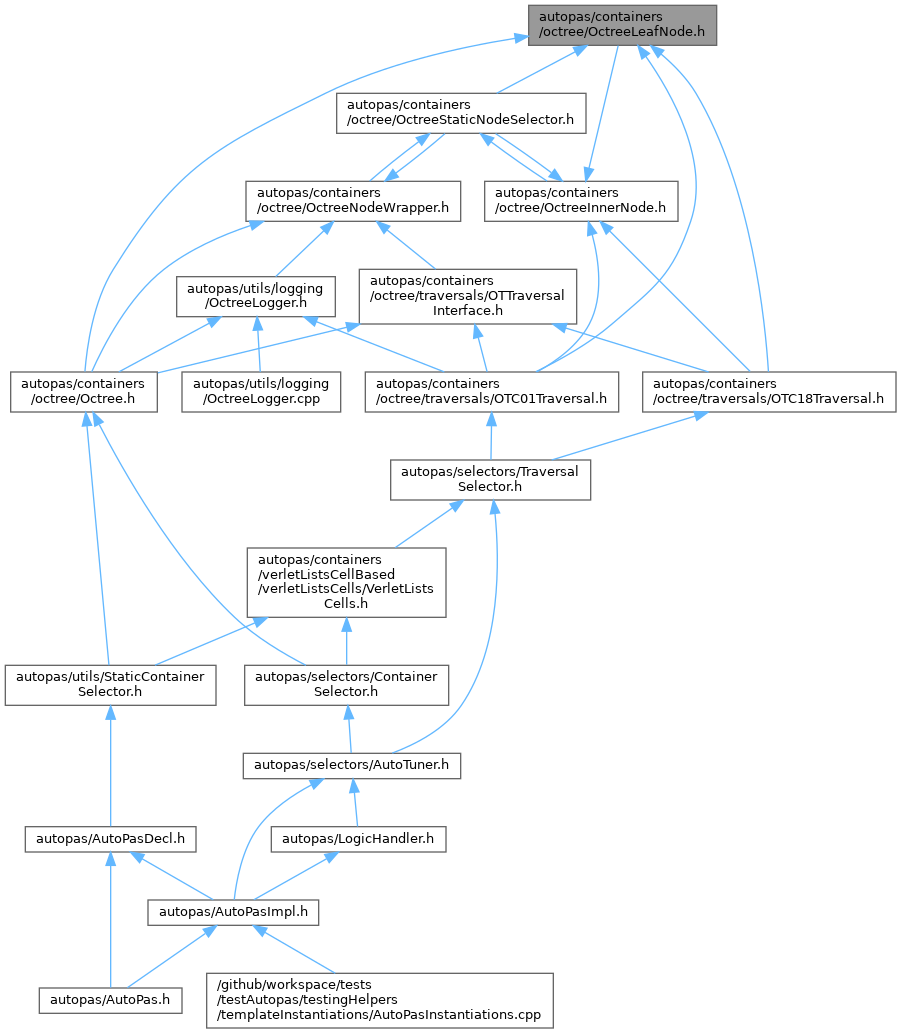 autopas/containers
/octree/OctreeLeafNode.h
autopas/containers
/octree/OctreeStaticNodeSelector.h
autopas/containers
/octree/OctreeNodeWrapper.h
autopas/containers
/octree/OctreeInnerNode.h
autopas/utils/logging
/OctreeLogger.h
autopas/containers
/octree/traversals/OTTraversal
Interface.h
autopas/containers
/octree/Octree.h
autopas/utils/logging
/OctreeLogger.cpp
autopas/containers
/octree/traversals/OTC01Traversal.h
autopas/containers
/octree/traversals/OTC18Traversal.h
autopas/selectors/Traversal
Selector.h
autopas/containers
/verletListsCellBased
/verletListsCells/VerletLists
Cells.h
autopas/utils/StaticContainer
Selector.h
autopas/selectors/Container
Selector.h
autopas/selectors/AutoTuner.h
autopas/AutoPasDecl.h
autopas/LogicHandler.h
autopas/AutoPasImpl.h
autopas/AutoPas.h
/github/workspace/tests
/testAutopas/testingHelpers
/templateInstantiations/AutoPasInstantiations.cpp